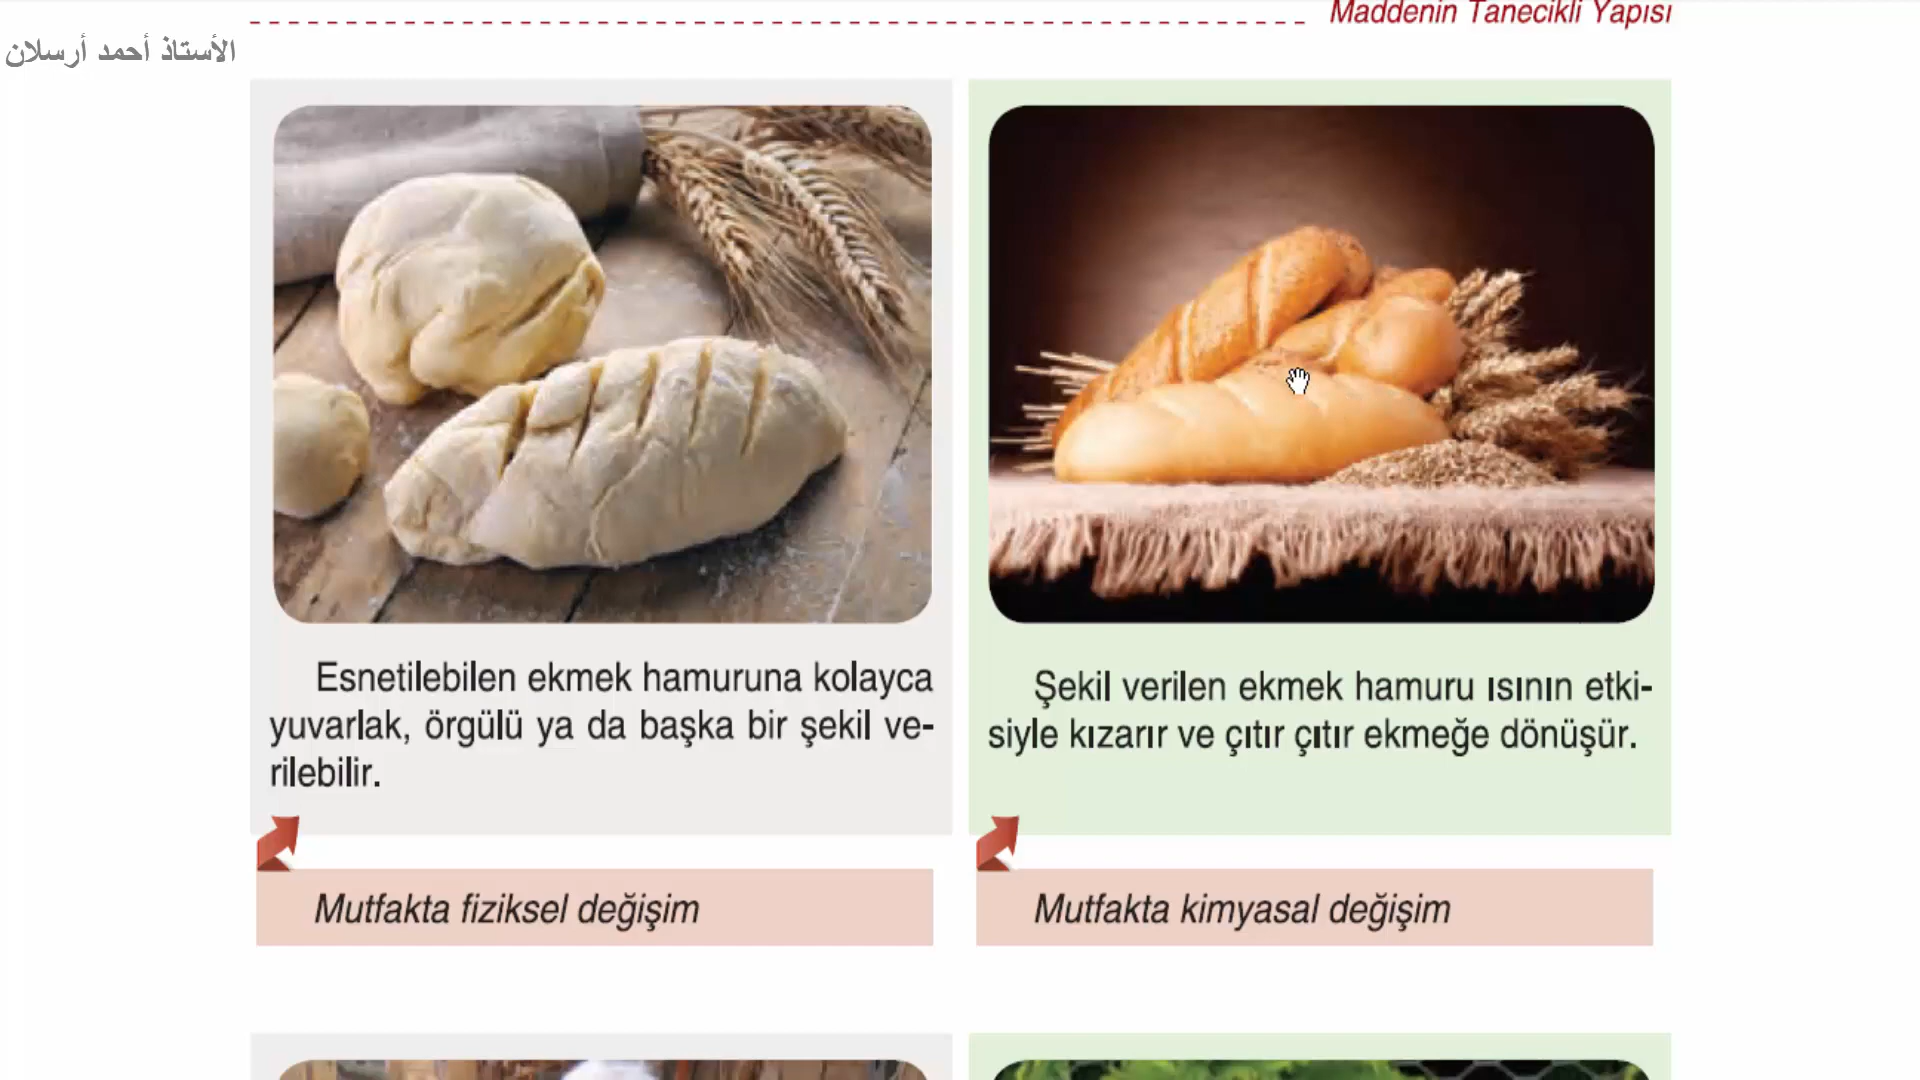 Maddenin Tanecikli Yapısı
الأستاذ أحمد أرسلان
Esnetilebilen ekmek hamuruna kolayca
yuvarlak, örgülü ya da başka bir şekil ve-
rilebilir.
Mutfakta fiziksel değişim
Şekil verilen ekmek hamuru ısının etki-
siyle kızarır ve çıtır çıtır ekmeğe dönüşür.
Mutfakta kimyasal değişim